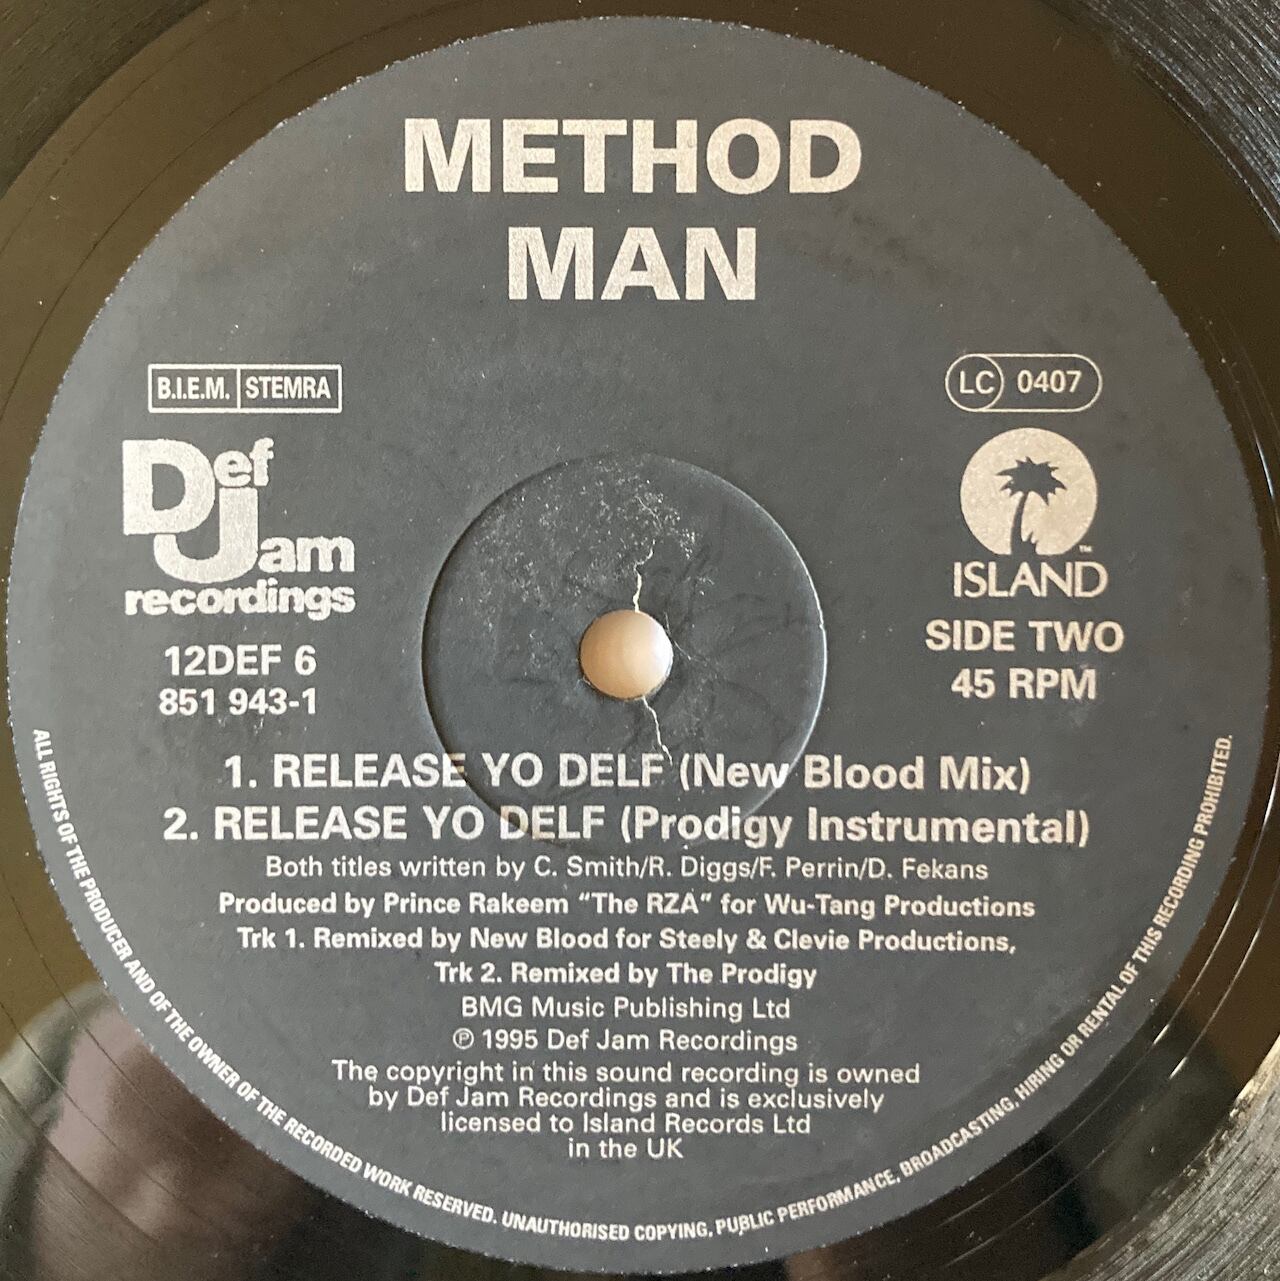 METHOD
MAN
B.I.E.M. STEMRA
LC 0407
Def
Jam
recordings
ISLAND
TM
12DEF 6
851 943-1
SIDE TWO
45 RPM
1. RELEASE YO DELF (New Blood Mix)
2. RELEASE YO DELF (Prodigy Instrumental)
Both titles written by C. Smith/R. Diggs/F. Perrin/D. Fekans
Produced by Prince Rakeem “The RZA” for Wu-Tang Productions
Trk 1. Remixed by New Blood for Steely & Clevie Productions,
Trk 2. Remixed by The Prodigy
BMG Music Publishing Ltd
℗ 1995 Def Jam Recordings
The copyright in this sound recording is owned
by Def Jam Recordings and is exclusively
licensed to Island Records Ltd
in the UK
ALL RIGHTS OF THE PRODUCER AND OF THE OWNER OF THE RECORDED WORK RESERVED. UNAUTHORISED COPYING, PUBLIC PERFORMANCE, BROADCASTING, HIRING OR RENTAL OF THIS RECORDING PROHIBITED.